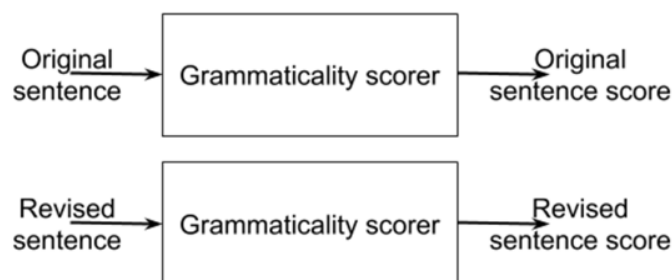 Original
sentence
Grammaticality scorer
Original
sentence score
Revised
sentence
Grammaticality scorer
Revised
sentence score